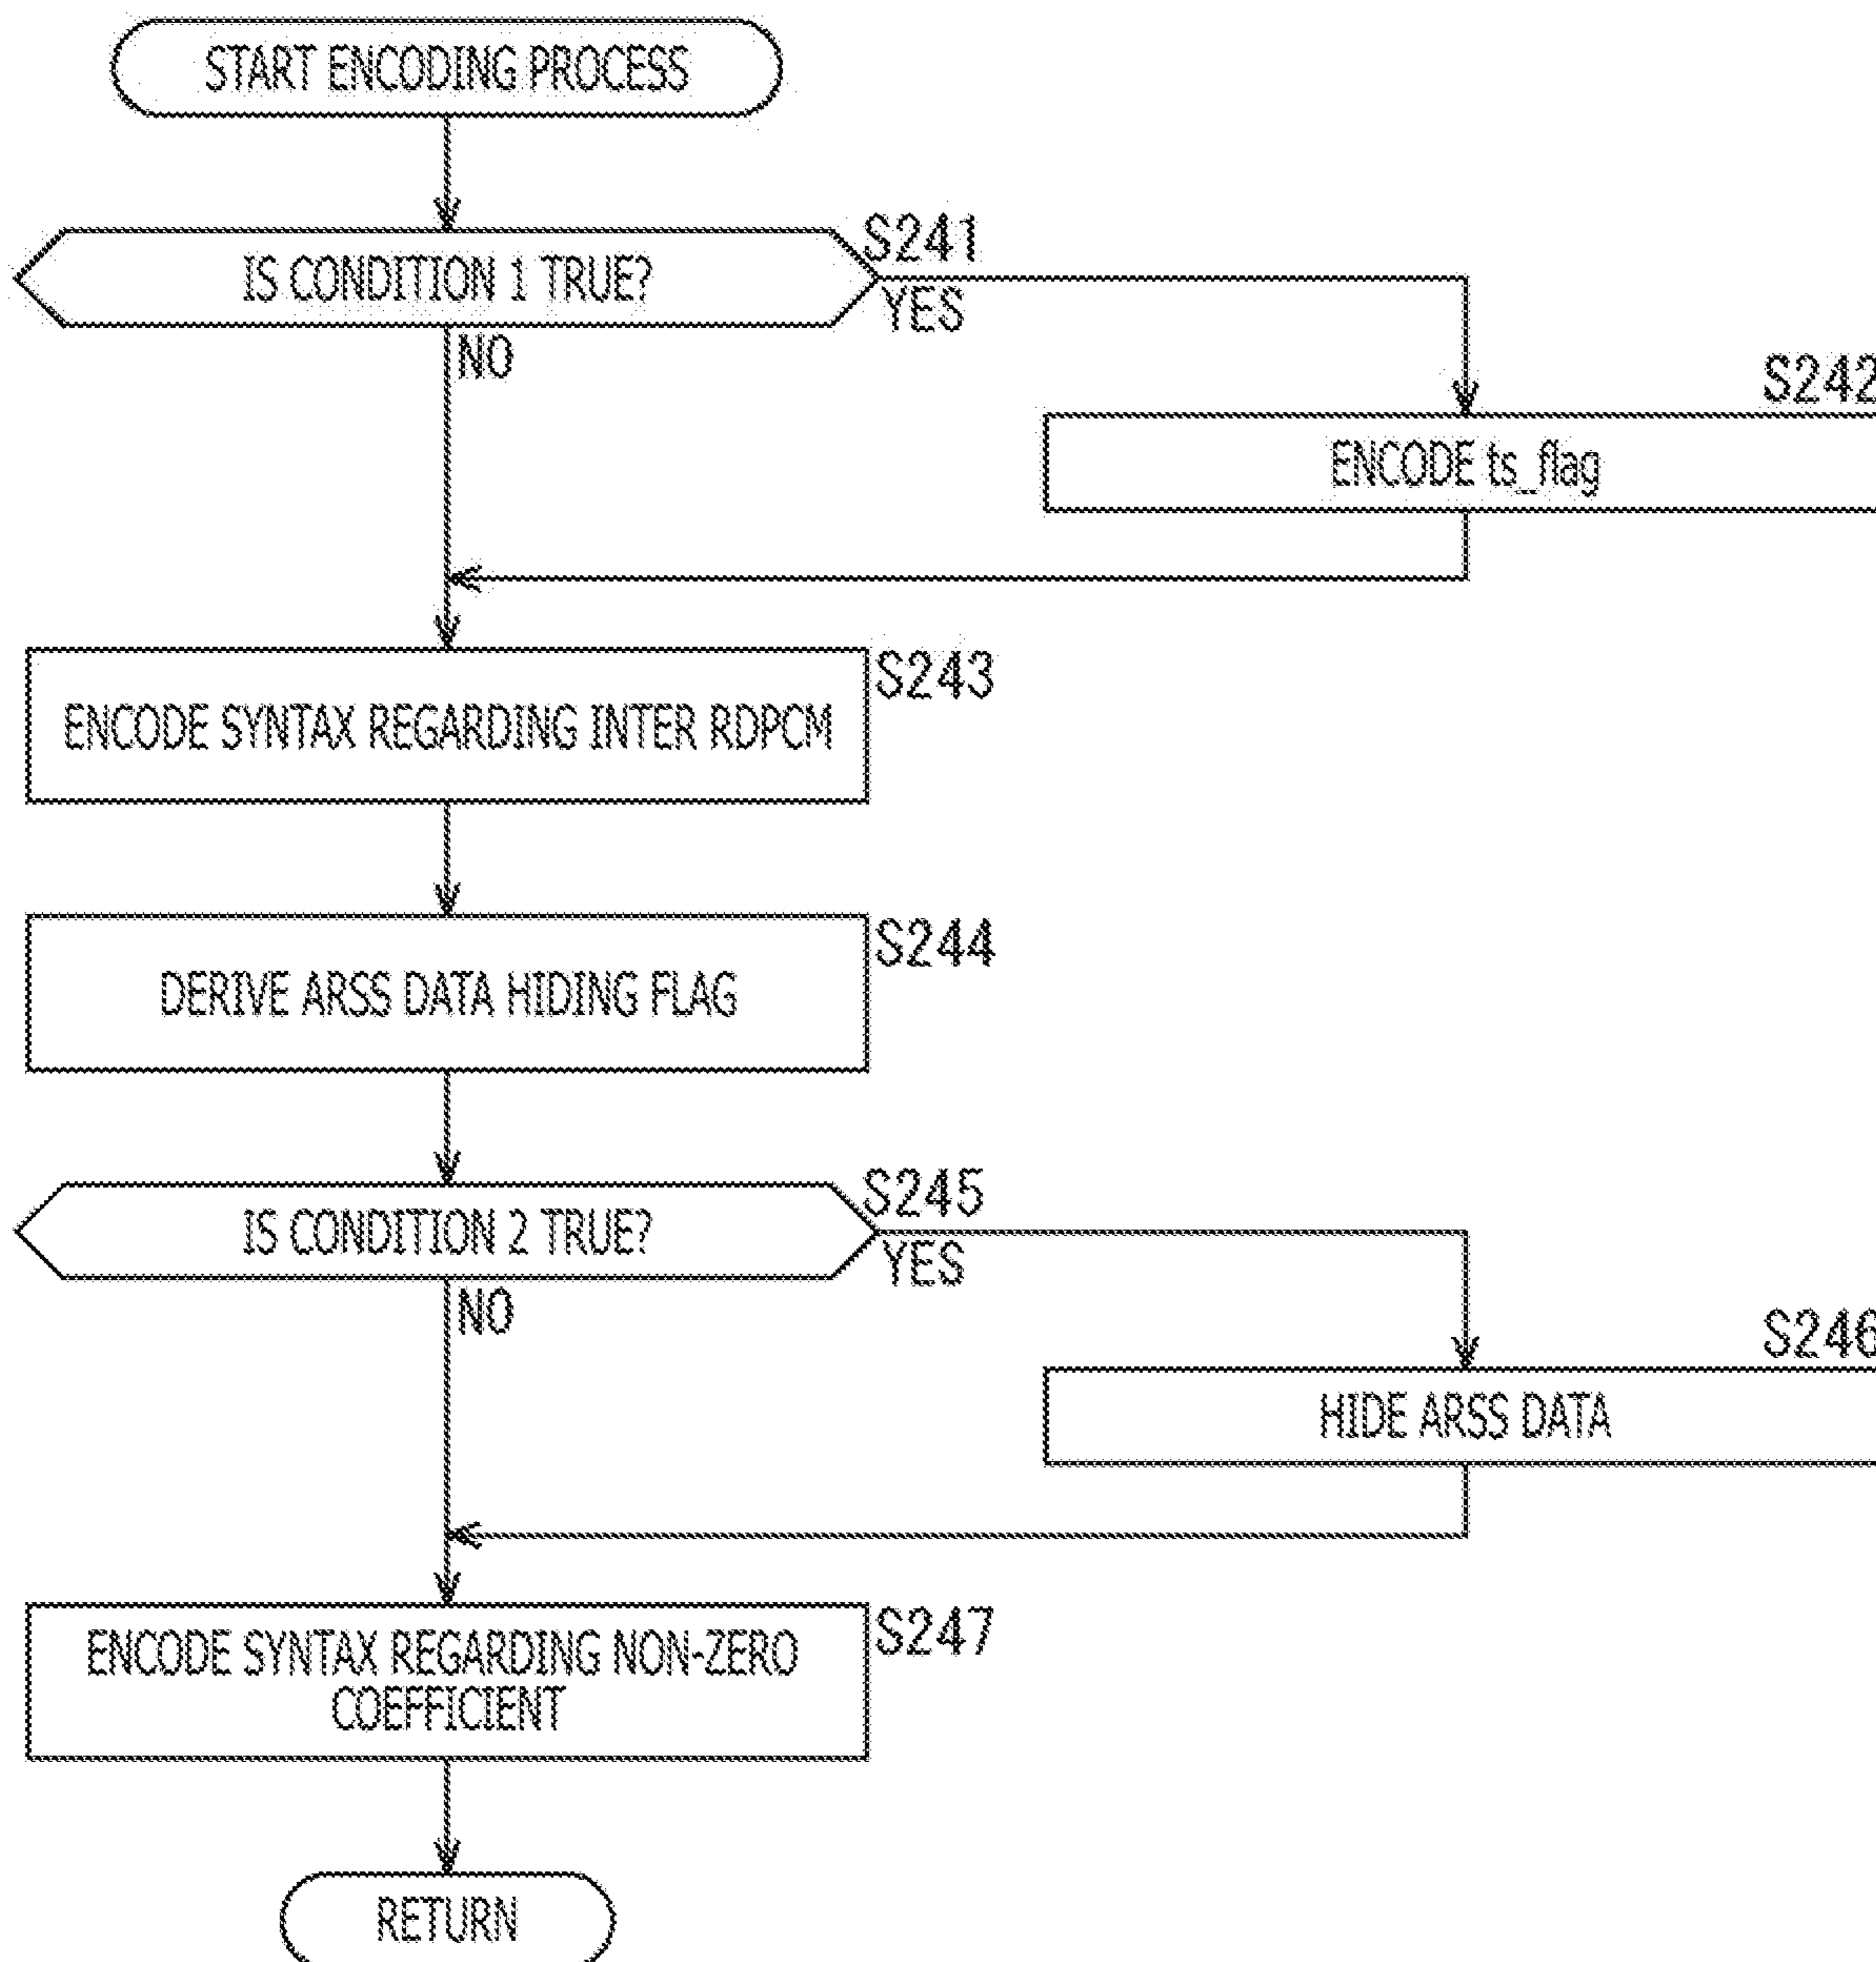 START ENCODING PROCESS
S241
IS CONDITION 1 TRUE?
YES
NO
S242
ENCODE ts_flag
S243
ENCODE SYNTAX REGARDING INTER RDPCM
S244
DERIVE ARSS DATA HIDING FLAG
S245
IS CONDITION 2 TRUE?
YES
NO
S246
HIDE ARSS DATA
S247
ENCODE SYNTAX REGARDING NON-ZERO
COEFFICIENT
RETURN